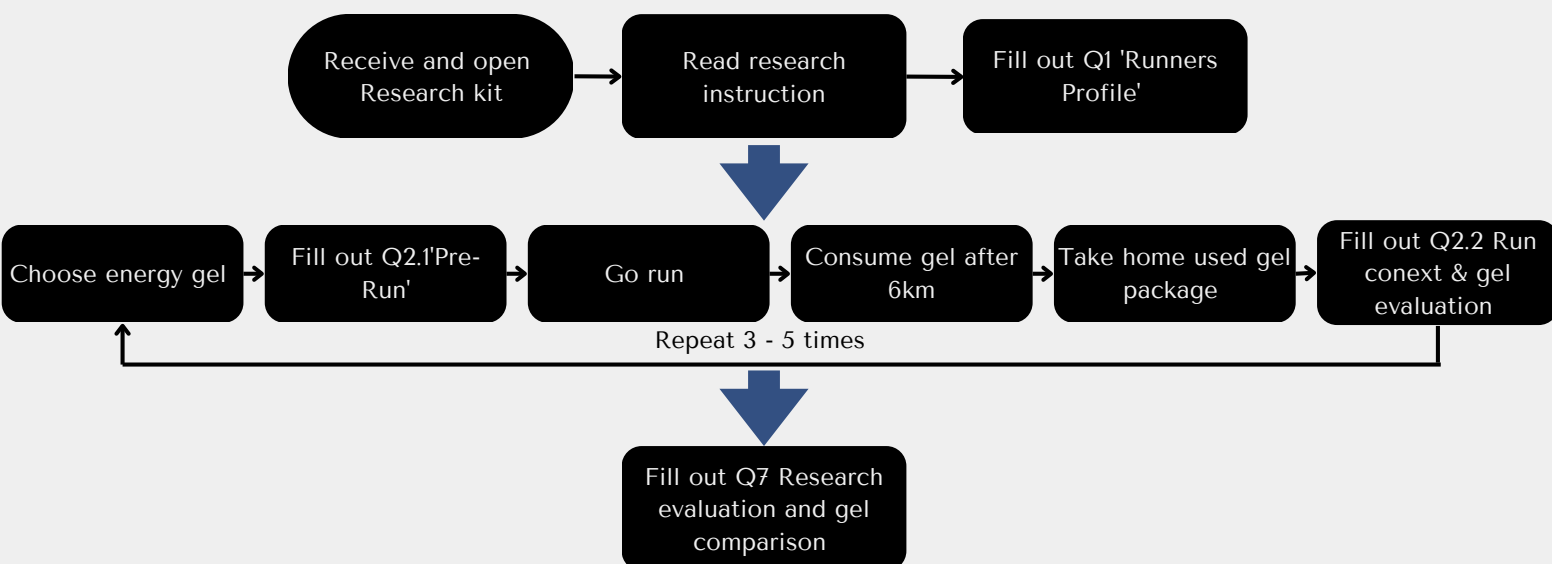 Receive and open
Research kit
Read research
instruction
Fill out Q1 'Runners
Profile'
Choose energy gel
Fill out Q2.1'Pre-
Run'
Go run
Consume gel after
6km
Take home used gel
package
Fill out Q2.2 Run
conext & gel
evaluation
Repeat 3 - 5 times
Fill out Q7 Research
evaluation and gel
comparison